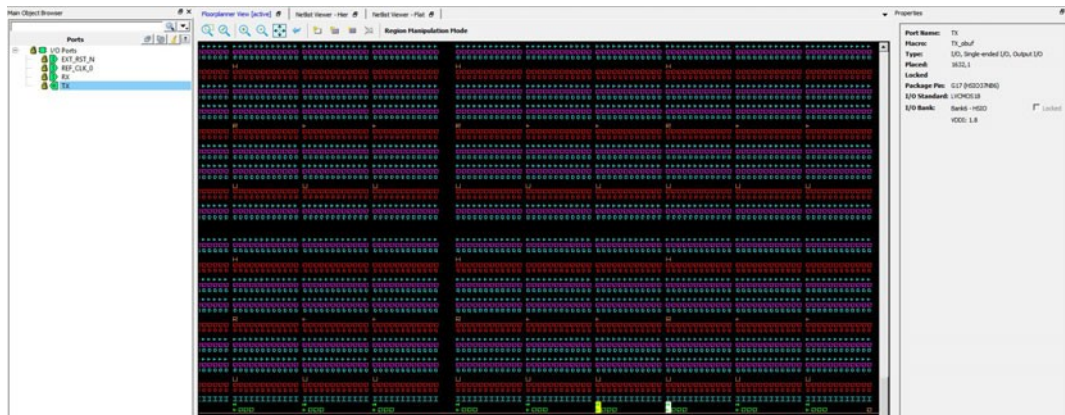 Main Object Browser
Ports
I/O Ports
EXT_RST_N
REF_CLK_0
RX
TX
Floorplanner View [active]
Netlist Viewer - Hier
Netlist Viewer - Flat
Region Manipulation Mode
Properties
Port Name: TX
Macro: TX_obuf
Type: I/O, Single-ended I/O, Output I/O
Placed: 1632,1
Locked
Package Pin: G17 (HSIO37NB6)
I/O Standard: LVCMOS18
I/O Bank: Bank6 - HSIO
Locked
VDDI: 1.8